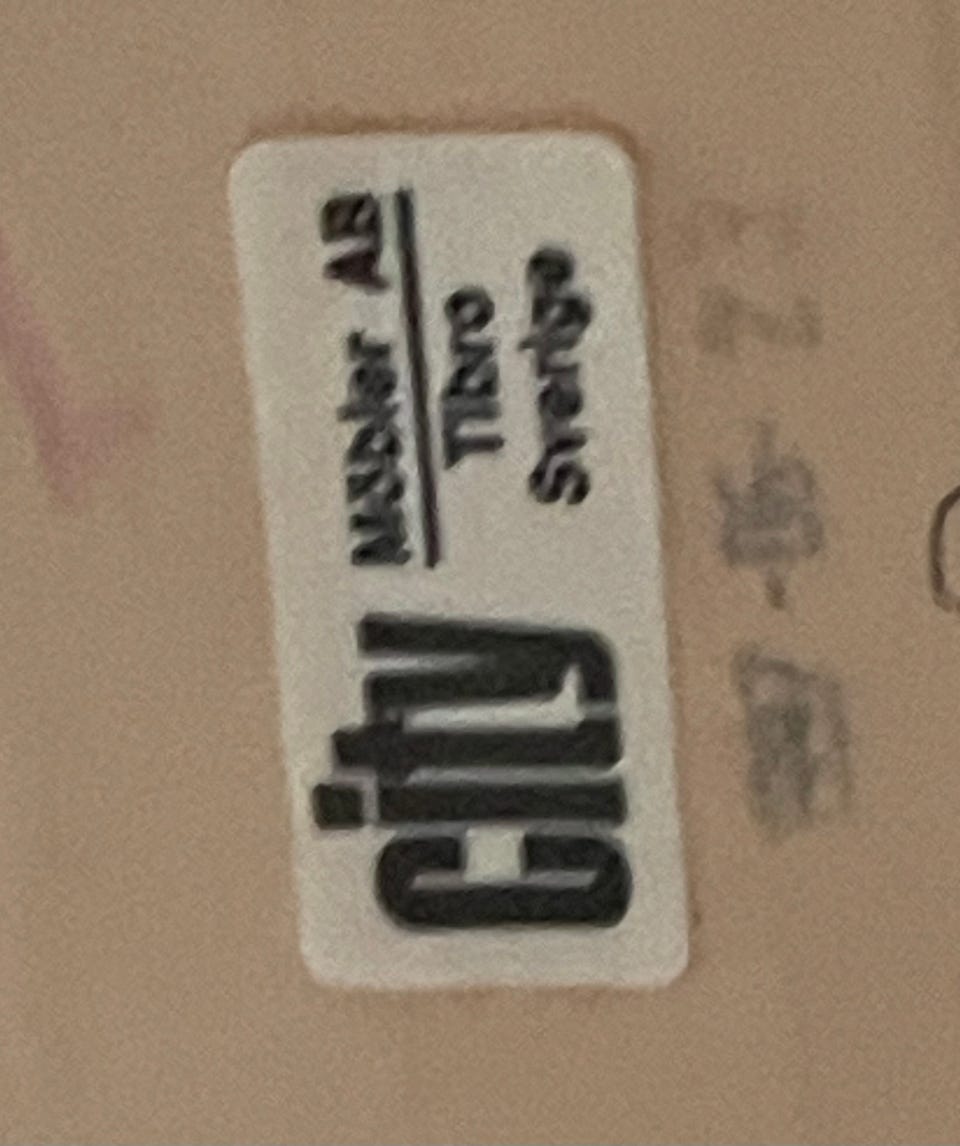 city
Möbler AB
Tibro
Sverige